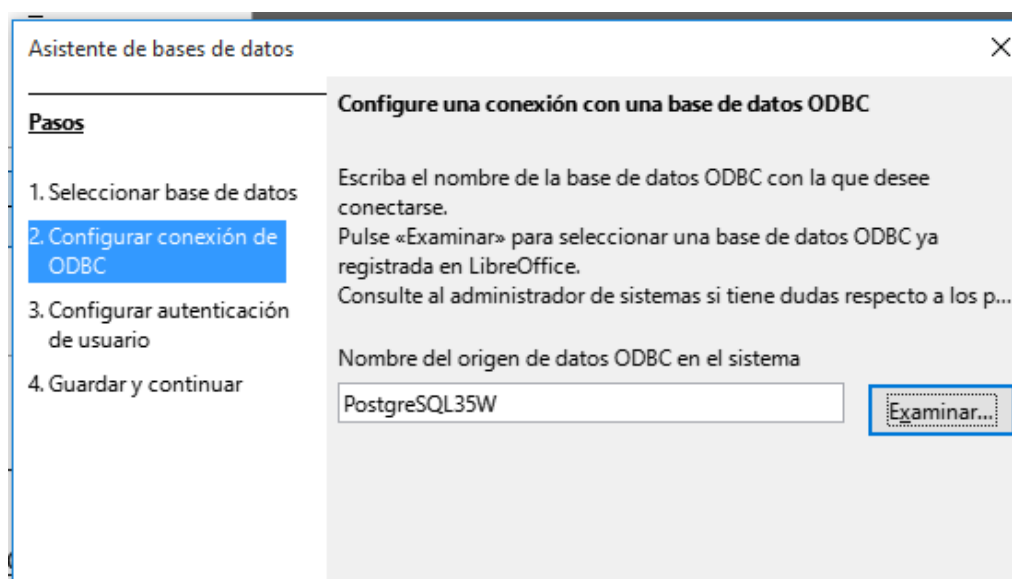 Asistente de bases de datos
Pasos
1. Seleccionar base de datos
2. Configurar conexión de
ODBC
3. Configurar autenticación
de usuario
4. Guardar y continuar
Configure una conexión con una base de datos ODBC
Escriba el nombre de la base de datos ODBC con la que desee
conectarse.
Pulse «Examinar» para seleccionar una base de datos ODBC ya
registrada en LibreOffice.
Consulte al administrador de sistemas si tiene dudas respecto a los p...
Nombre del origen de datos ODBC en el sistema
PostgreSQL35W
Examinar...